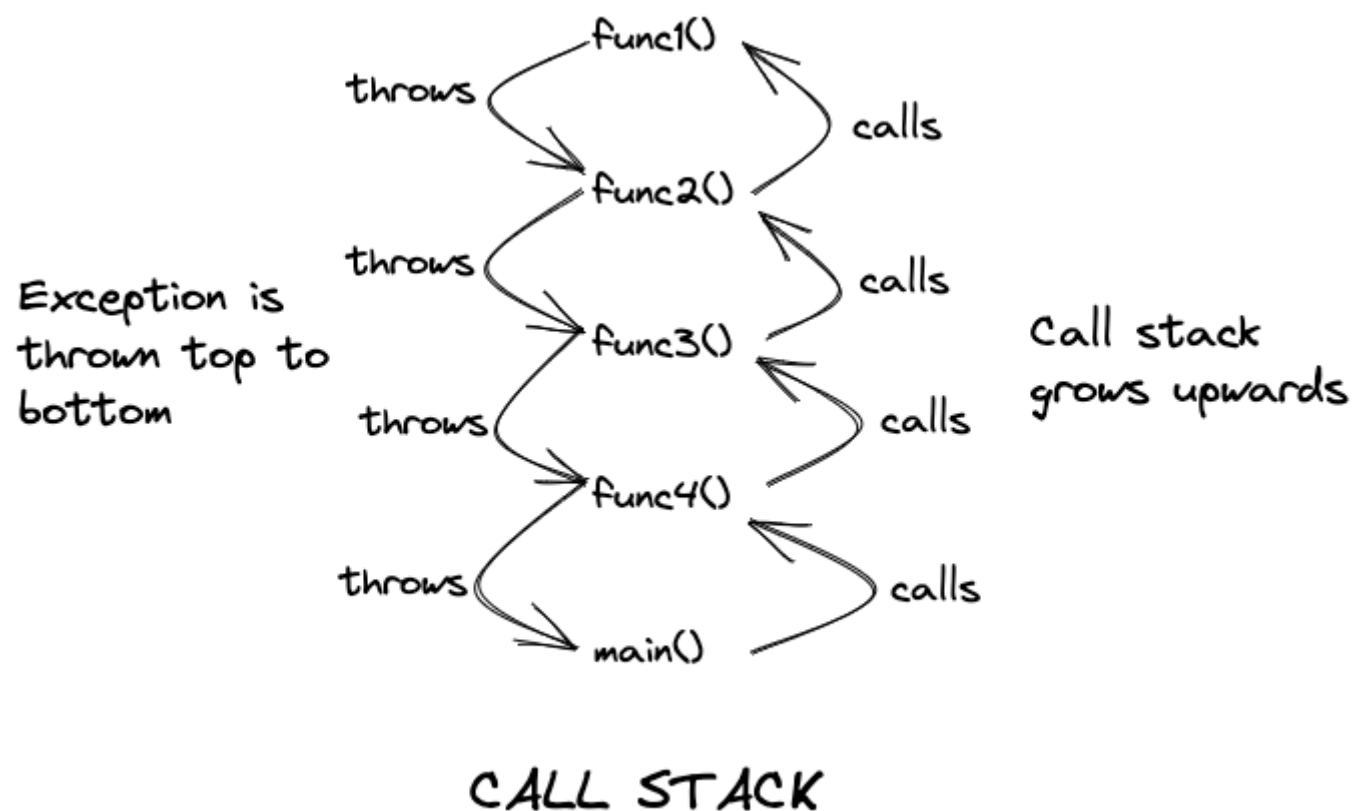 func1()
throws
calls
func2()
throws
calls
Exception is
thrown top to
bottom
func3()
Call stack
grows upwards
throws
calls
func4()
throws
calls
main()
CALL STACK